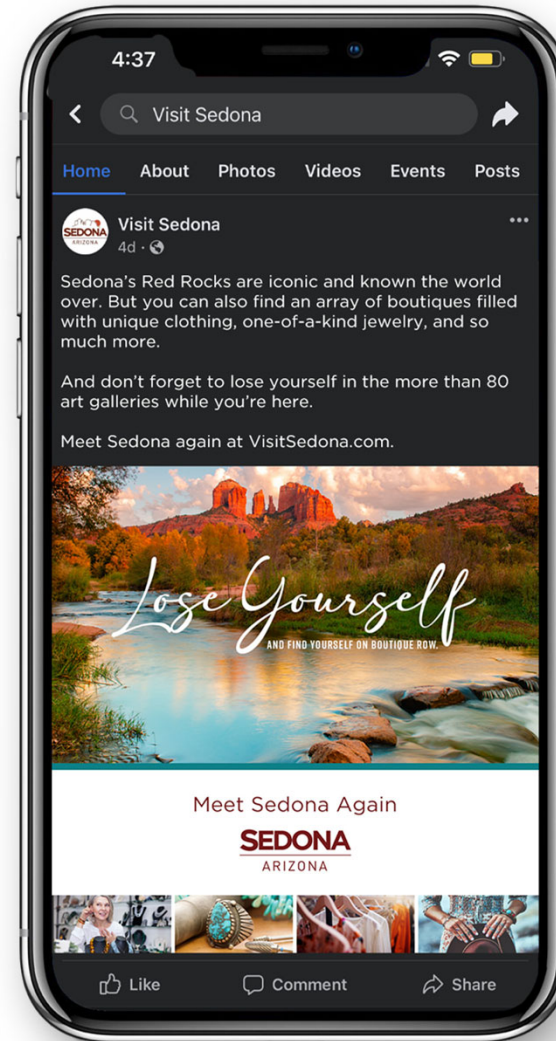 4:37
Visit Sedona
Home About Photos Videos Events Posts
SEDONA
ARIZONA
Visit Sedona
4d ·
Sedona’s Red Rocks are iconic and known the world
over. But you can also find an array of boutiques filled
with unique clothing, one-of-a-kind jewelry, and so
much more.
And don’t forget to lose yourself in the more than 80
art galleries while you’re here.
Meet Sedona again at VisitSedona.com.
Lose Yourself
AND FIND YOURSELF ON BOUTIQUE ROW.
Meet Sedona Again
SEDONA
ARIZONA
Like Comment Share